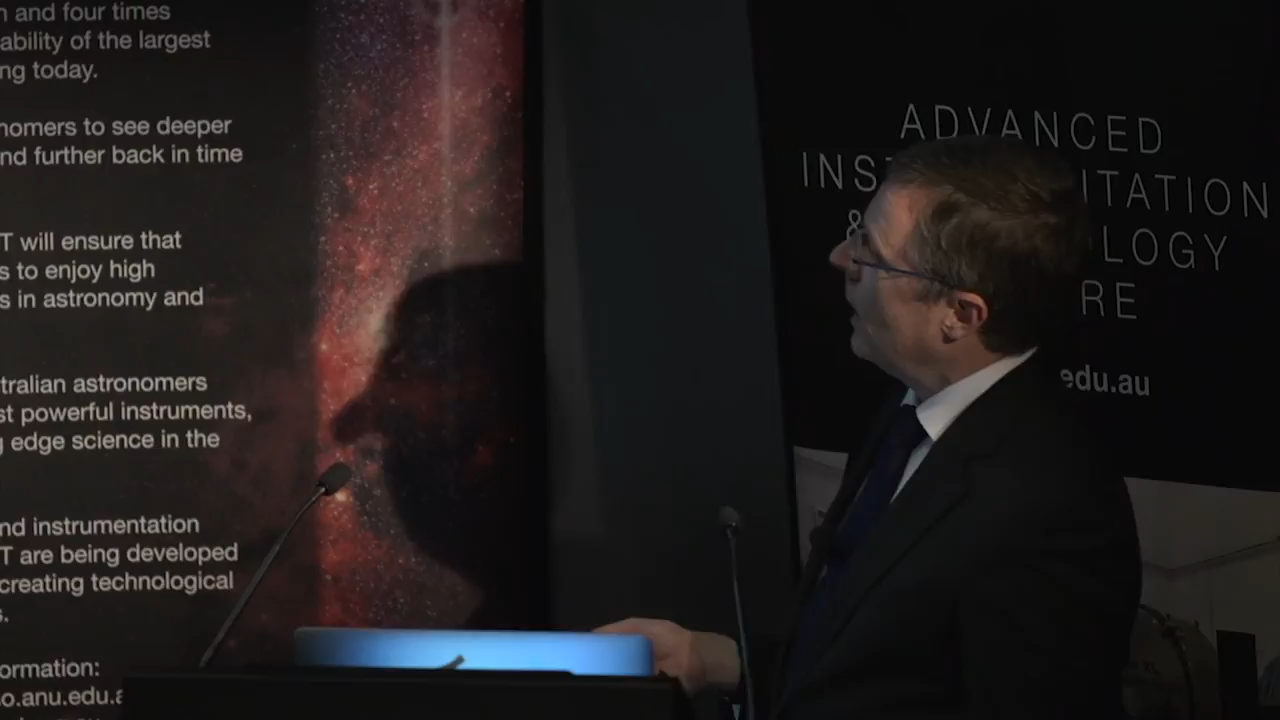 and four times
ability of the largest
ng today.
nomers to see deeper
nd further back in time
T will ensure that
s to enjoy high
s in astronomy and
tralian astronomers
st powerful instruments,
edge science in the
nd instrumentation
T are being developed
creating technological
s.
ormation:
o.anu.edu.a
ADVANCED
INS ITATION
& LOGY
RE
edu.au